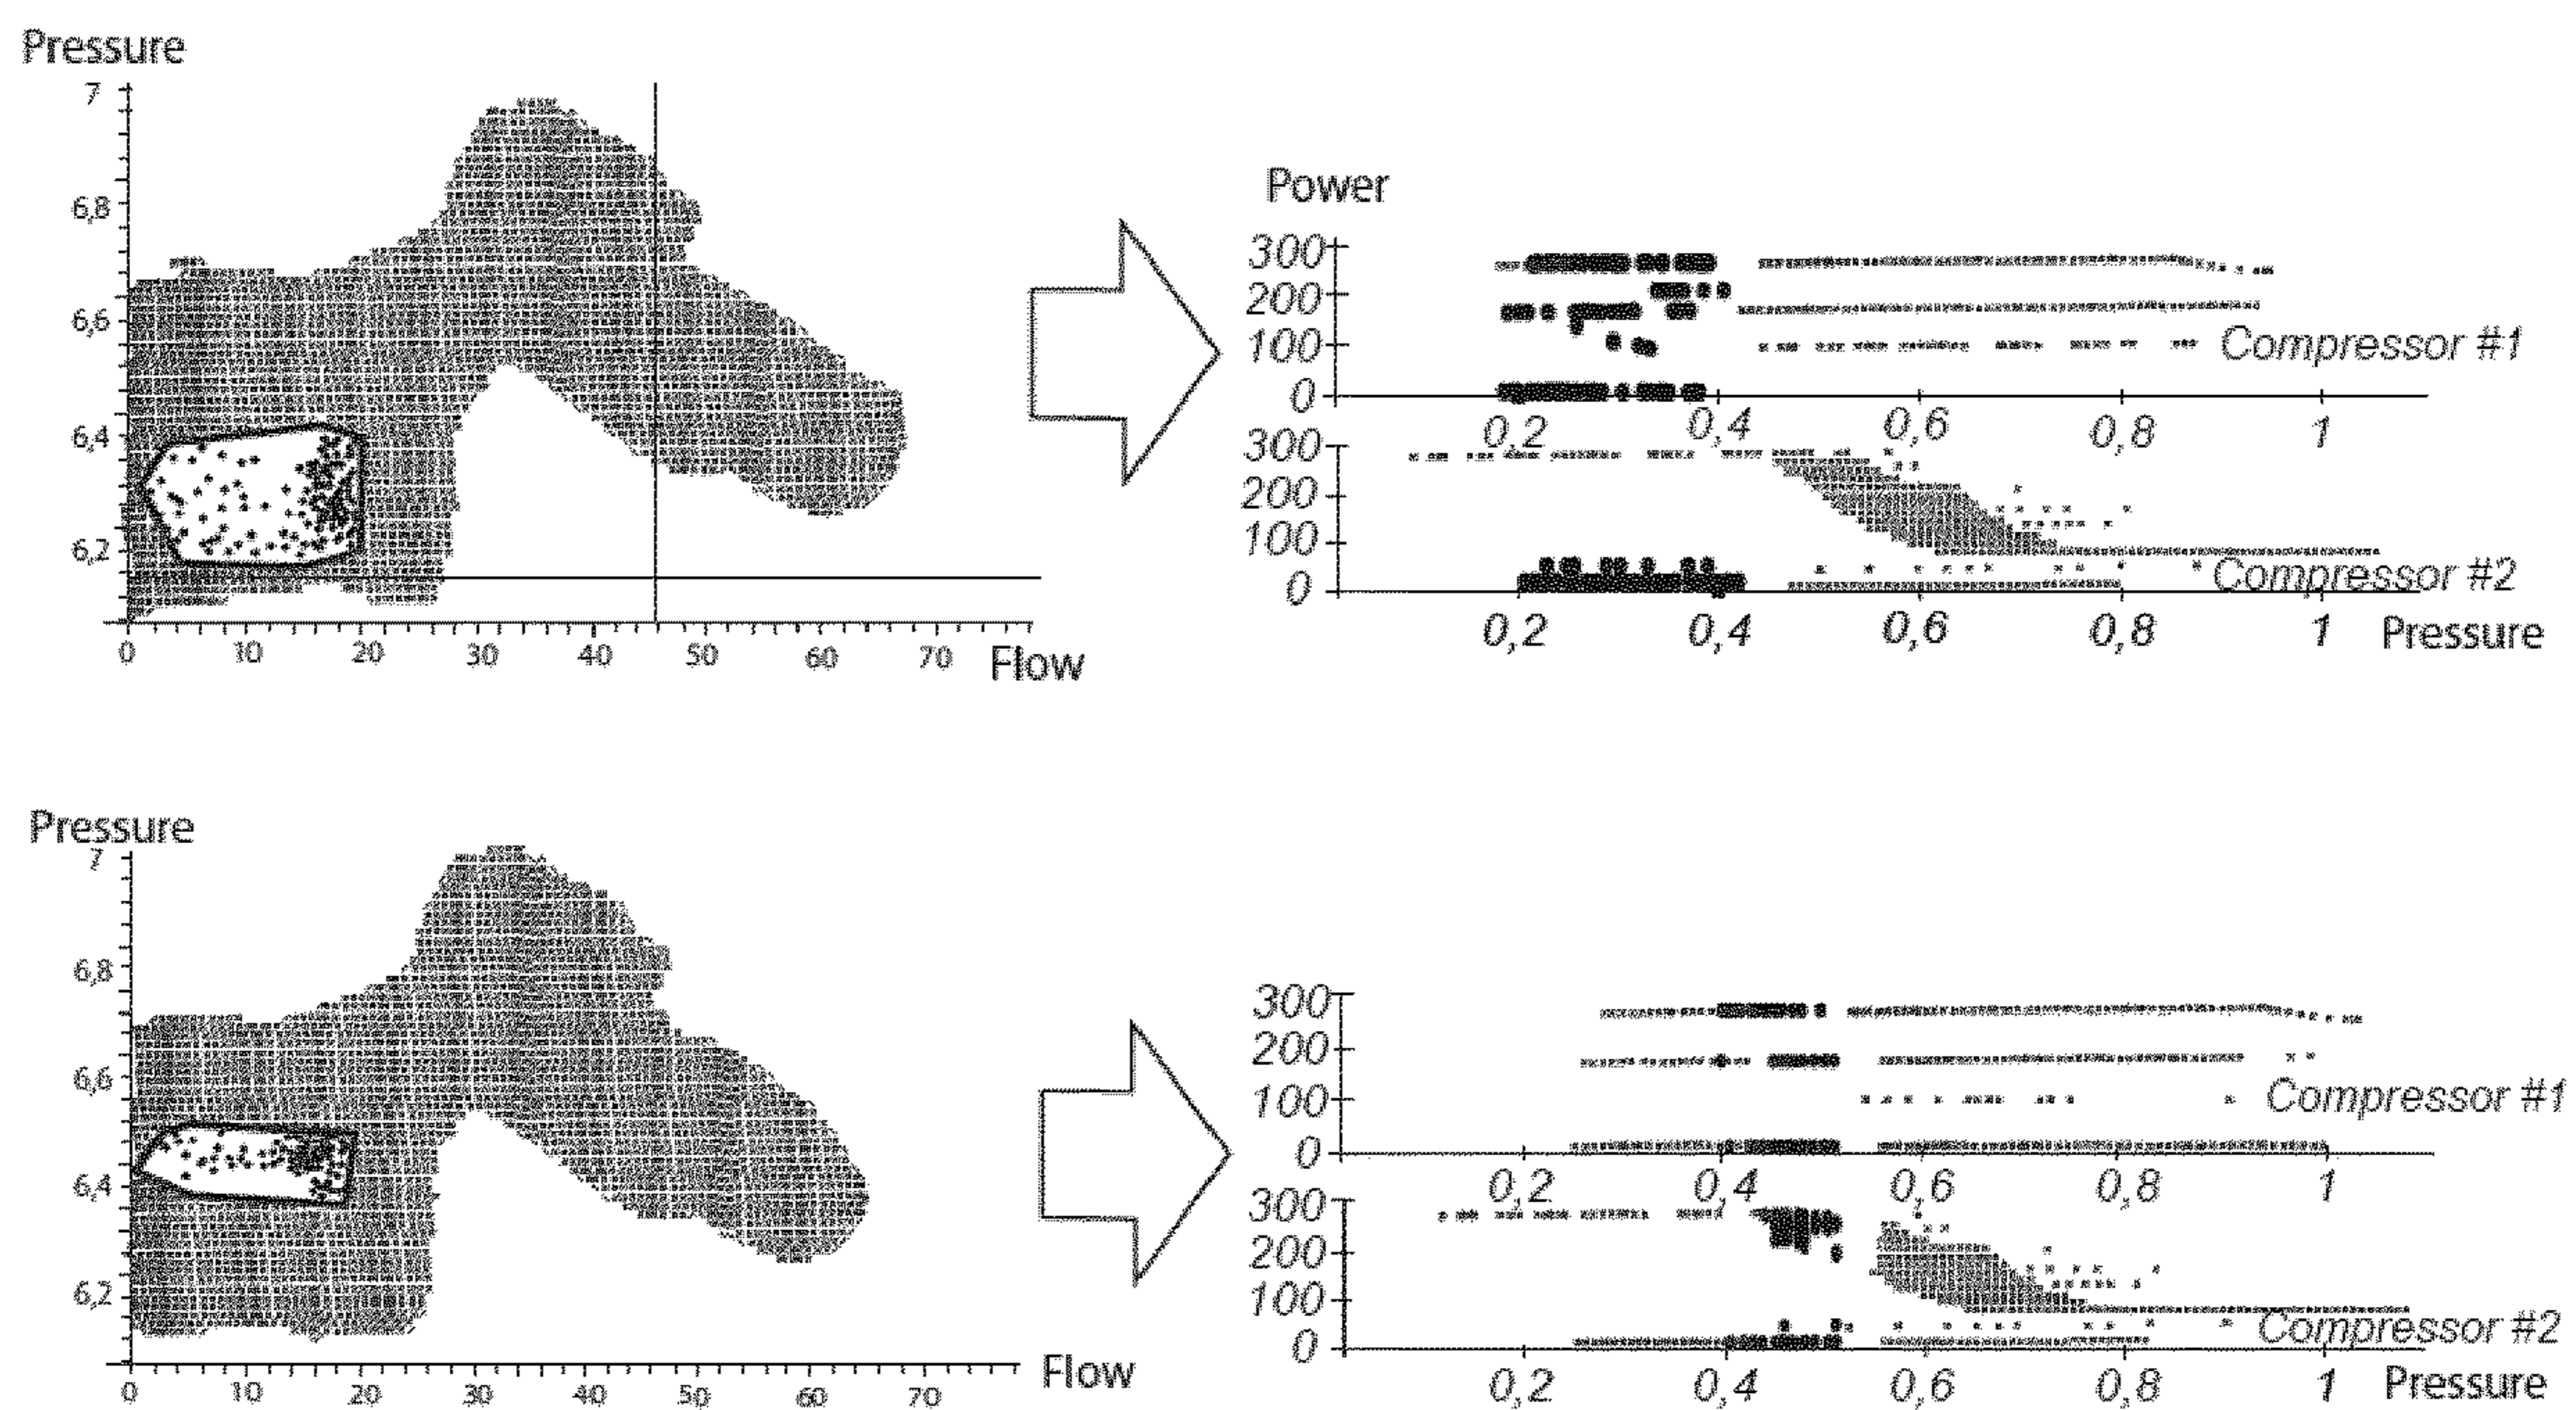 Pressure
7
6,8
6,6
6,4
6,2
0 10 20 30 40 50 60 70 Flow
Power
300
200
100
0
Compressor #1
0,2 0,4 0,6 0,8 1
300
200
100
0
Compressor #2
0,2 0,4 0,6 0,8 1 Pressure
Pressure
7
6,8
6,6
6,4
6,2
0 10 20 30 40 50 60 70 Flow
300
200
100
0
Compressor #1
0,2 0,4 0,6 0,8 1
300
200
100
0
Compressor #2
0,2 0,4 0,6 0,8 1 Pressure